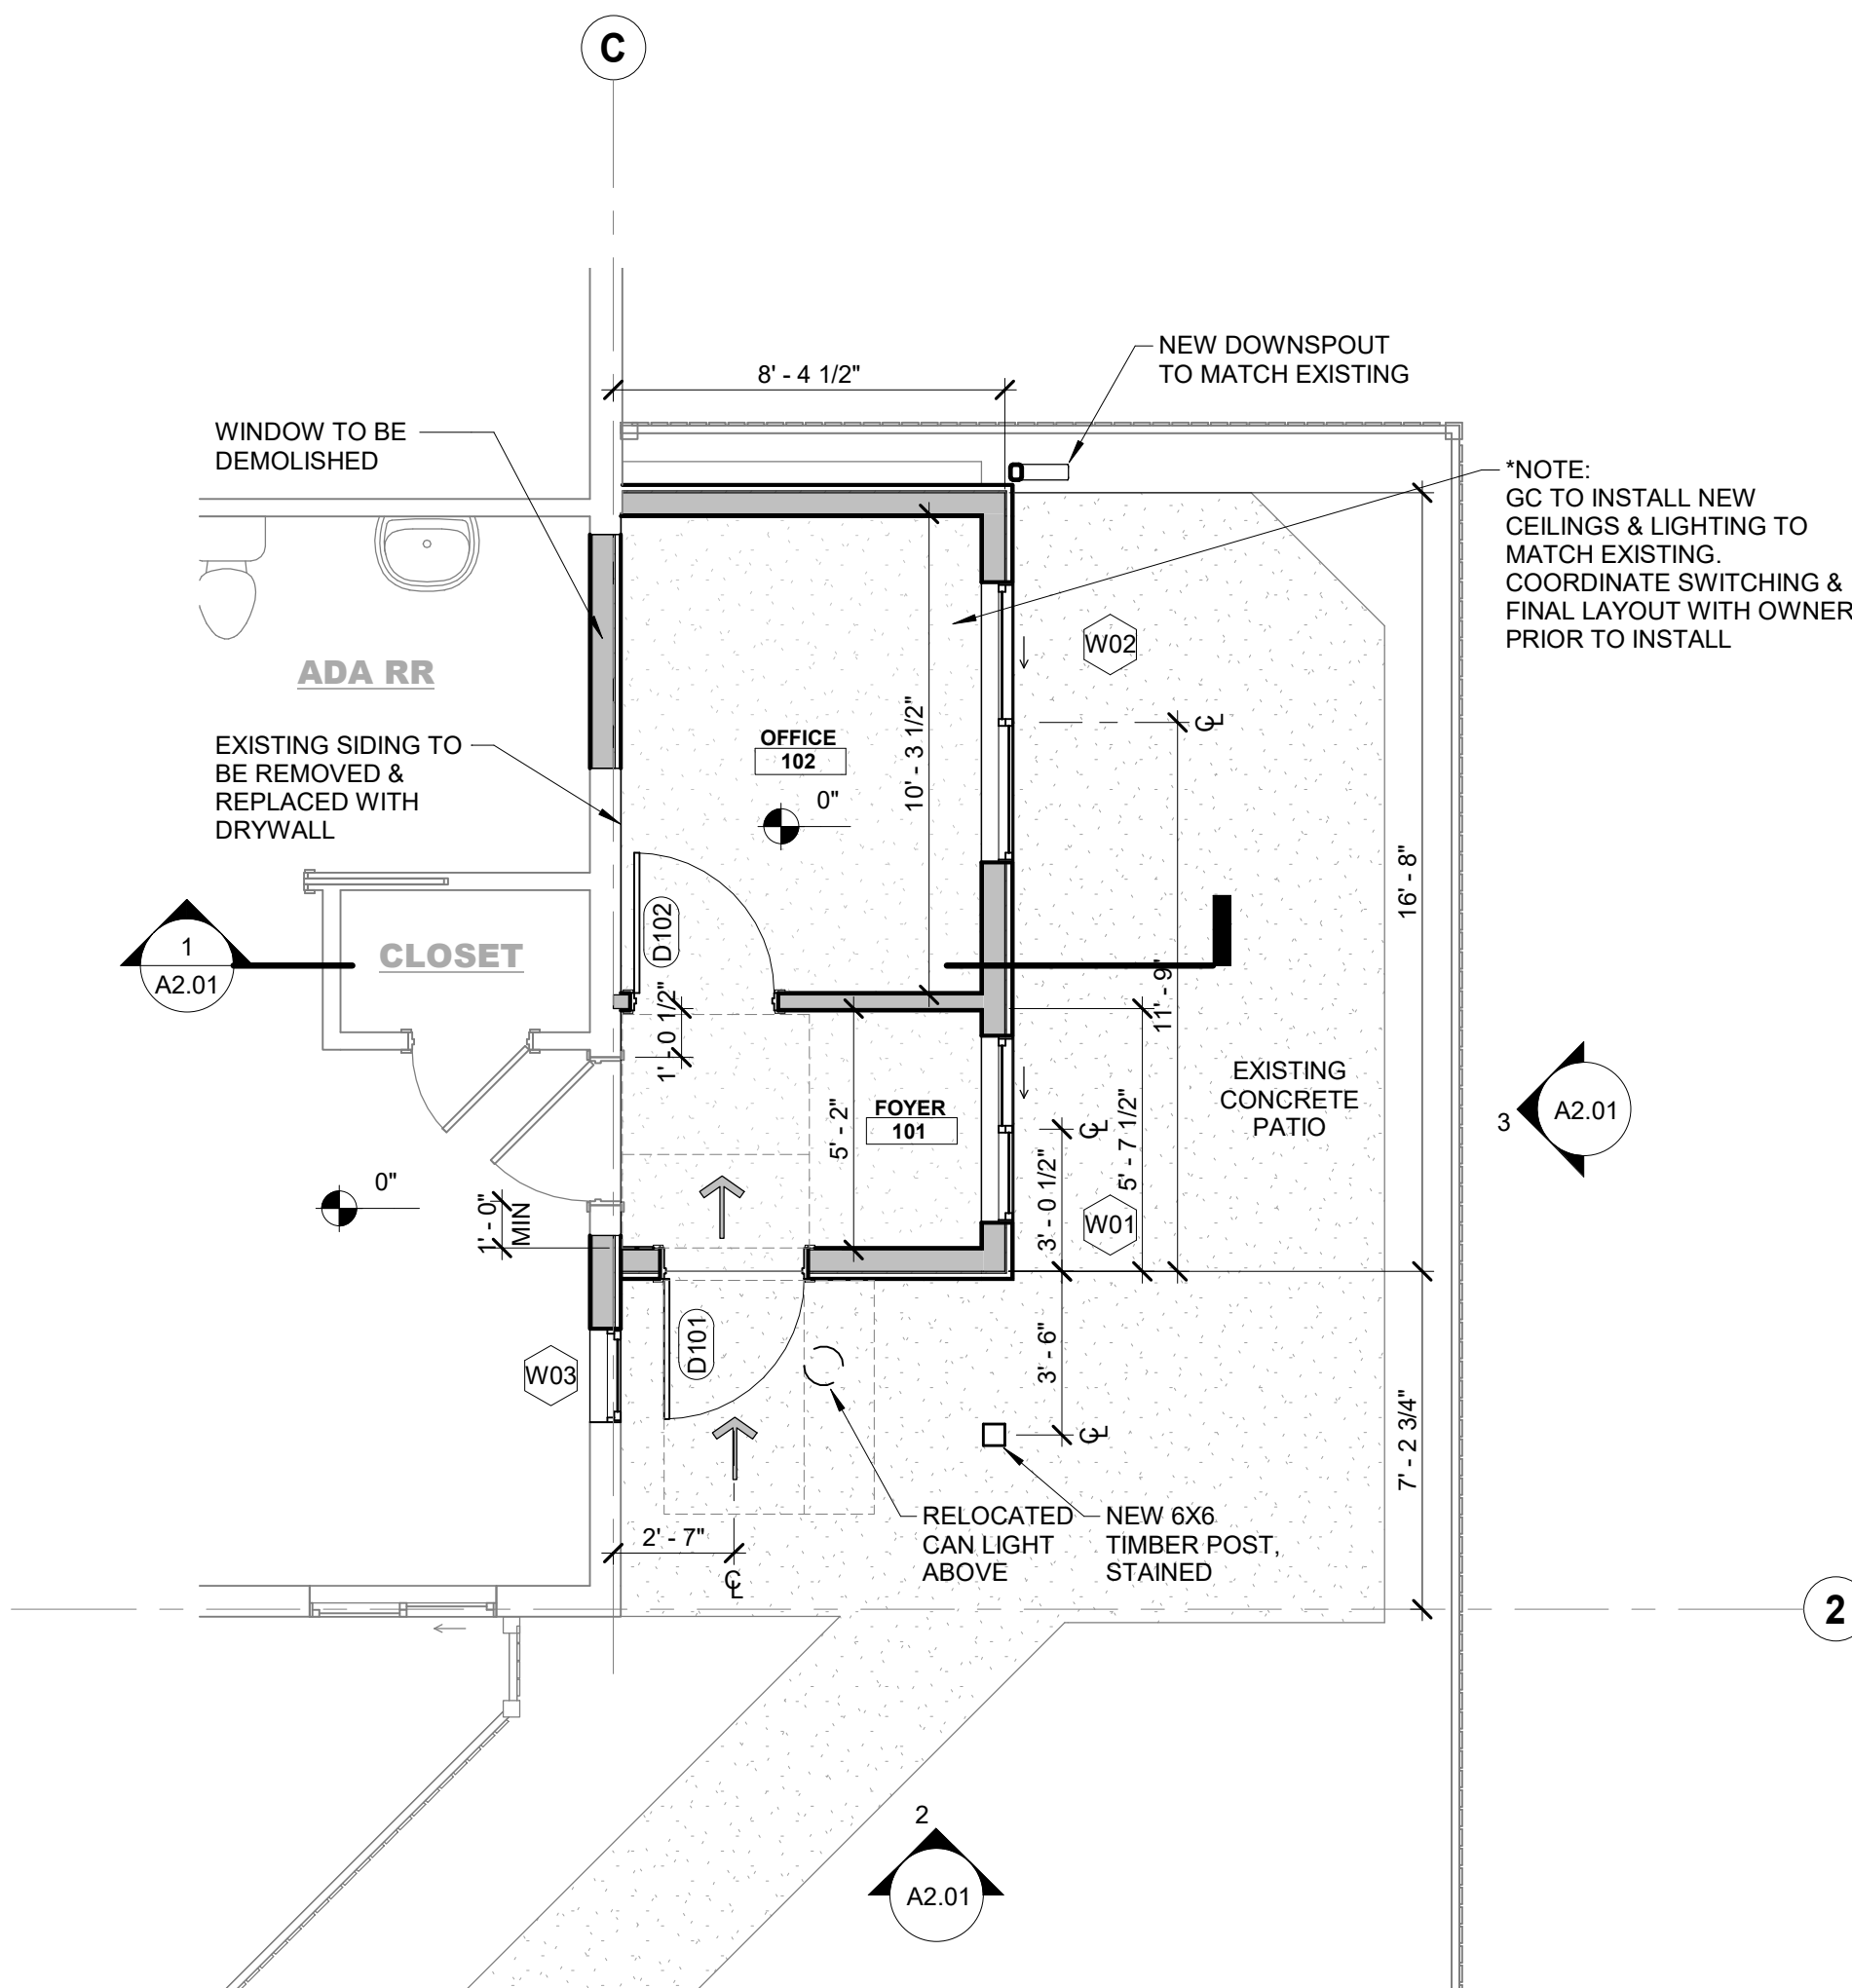 C
8' - 4 1/2"
NEW DOWNSPOUT
TO MATCH EXISTING
WINDOW TO BE
DEMOLISHED
*NOTE:
GC TO INSTALL NEW
CEILINGS & LIGHTING TO
MATCH EXISTING.
COORDINATE SWITCHING &
FINAL LAYOUT WITH OWNER
PRIOR TO INSTALL
W02
ADA RR
EXISTING SIDING TO
BE REMOVED &
REPLACED WITH
DRYWALL
OFFICE
102
0"
10' - 3 1/2"
CL
16' - 8"
1
A2.01
CLOSET
D102
11' - 9"
1' - 0 1/2"
EXISTING
CONCRETE
PATIO
FOYER
101
5' - 2"
CL
5' - 7 1/2"
3' - 0 1/2"
3
A2.01
0"
1' - 0"
MIN
W01
D101
W03
3' - 6"
CL
7' - 2 3/4"
RELOCATED
CAN LIGHT
ABOVE
NEW 6X6
TIMBER POST,
STAINED
2' - 7"
CL
2
2
A2.01